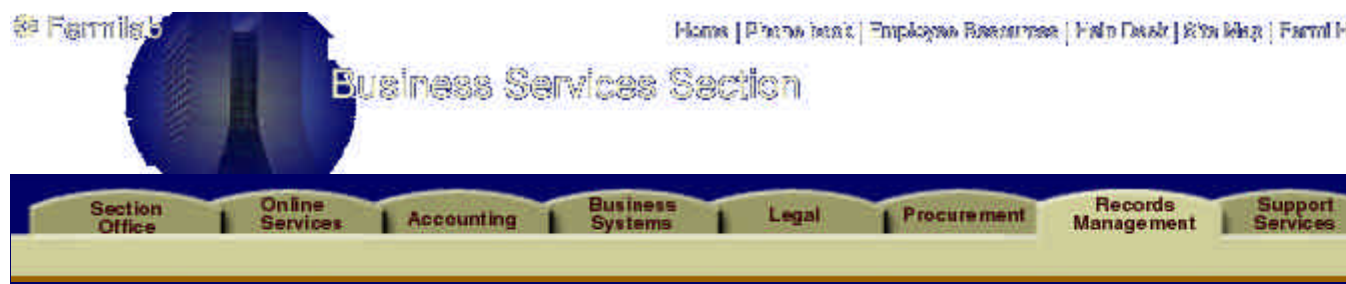 Fermilab
Home | Phone book | Employee Resources | Help Desk | Site Map | Fermi
Business Services Section
Section Office
Online Services
Accounting
Business Systems
Legal
Procurement
Records Management
Support Services